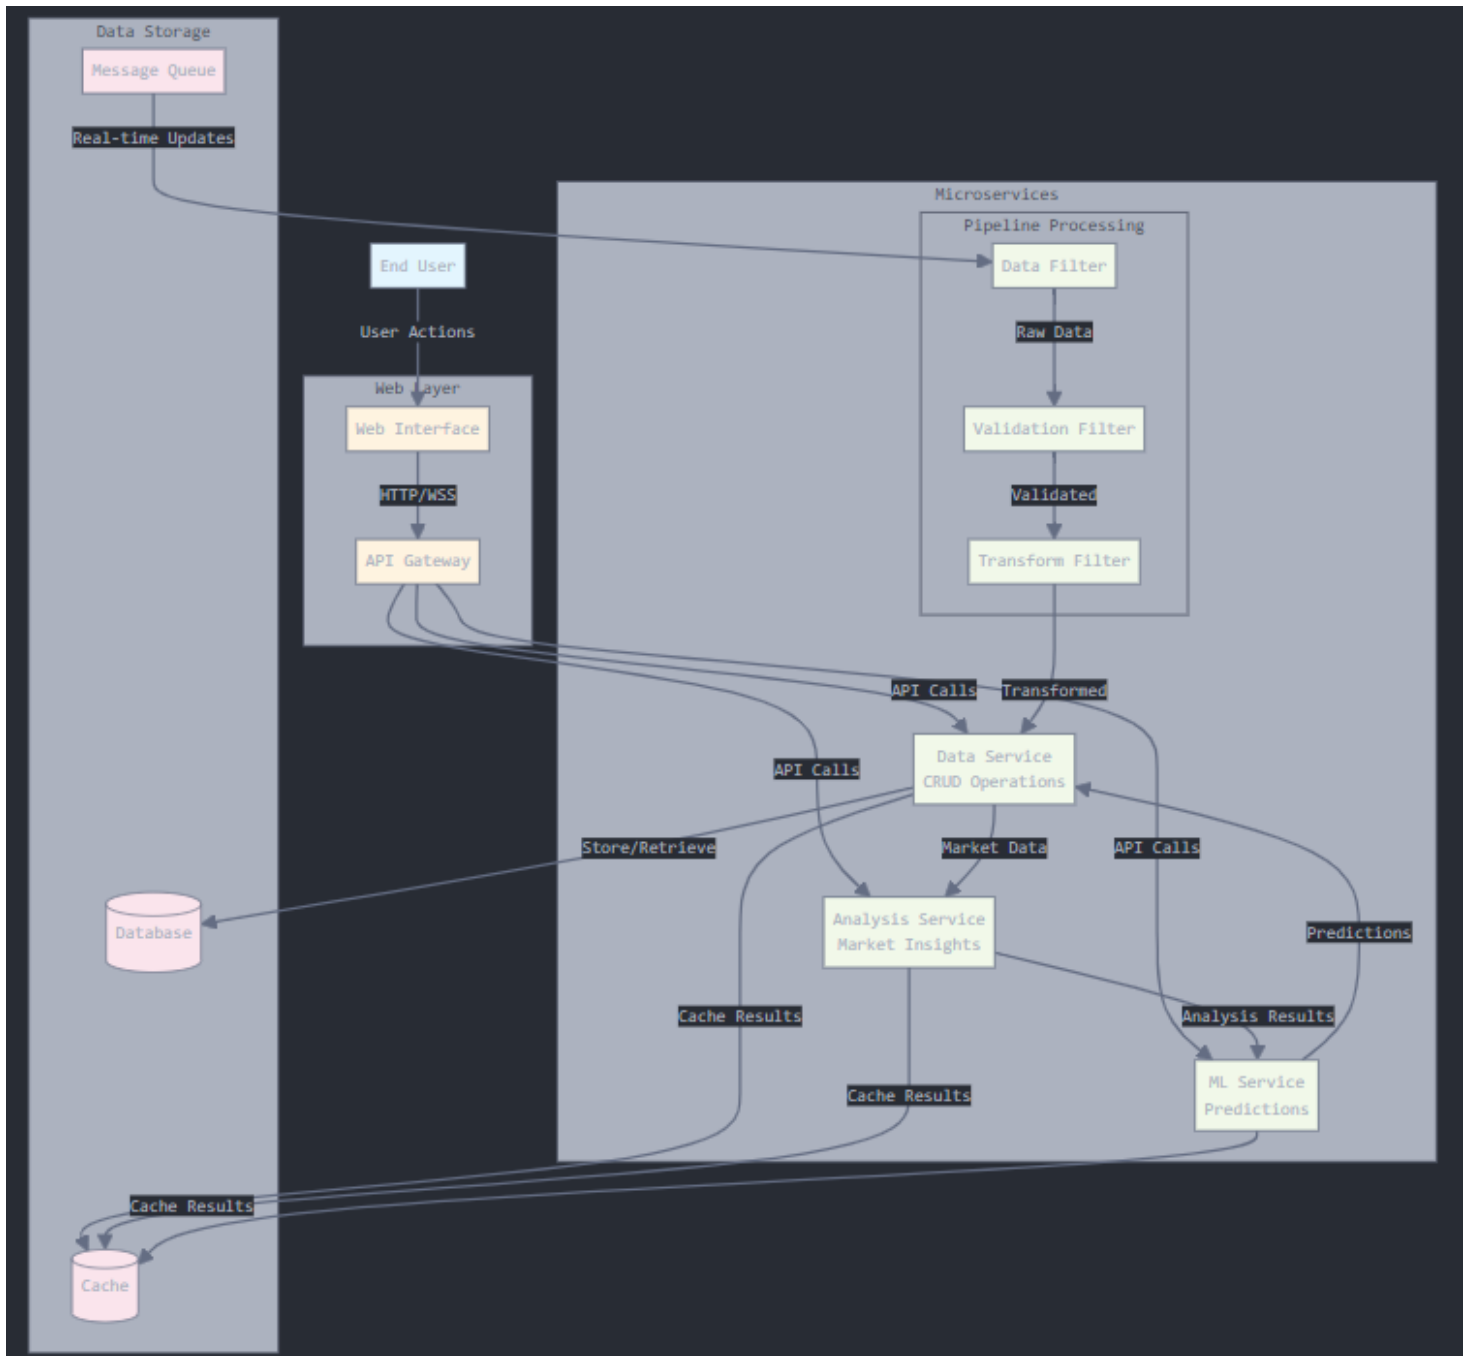 Data Storage
Message Queue
Real-time Updates
Microservices
Pipeline Processing
End User
Data Filter
User Actions
Raw Data
Web Layer
Web Interface
Validation Filter
HTTP/WSS
Validated
API Gateway
Transform Filter
API Calls
Transformed
Data Service
CRUD Operations
API Calls
Store/Retrieve
Market Data
API Calls
Analysis Service
Market Insights
Database
Predictions
Cache Results
Analysis Results
ML Service
Predictions
Cache Results
Cache Results
Cache